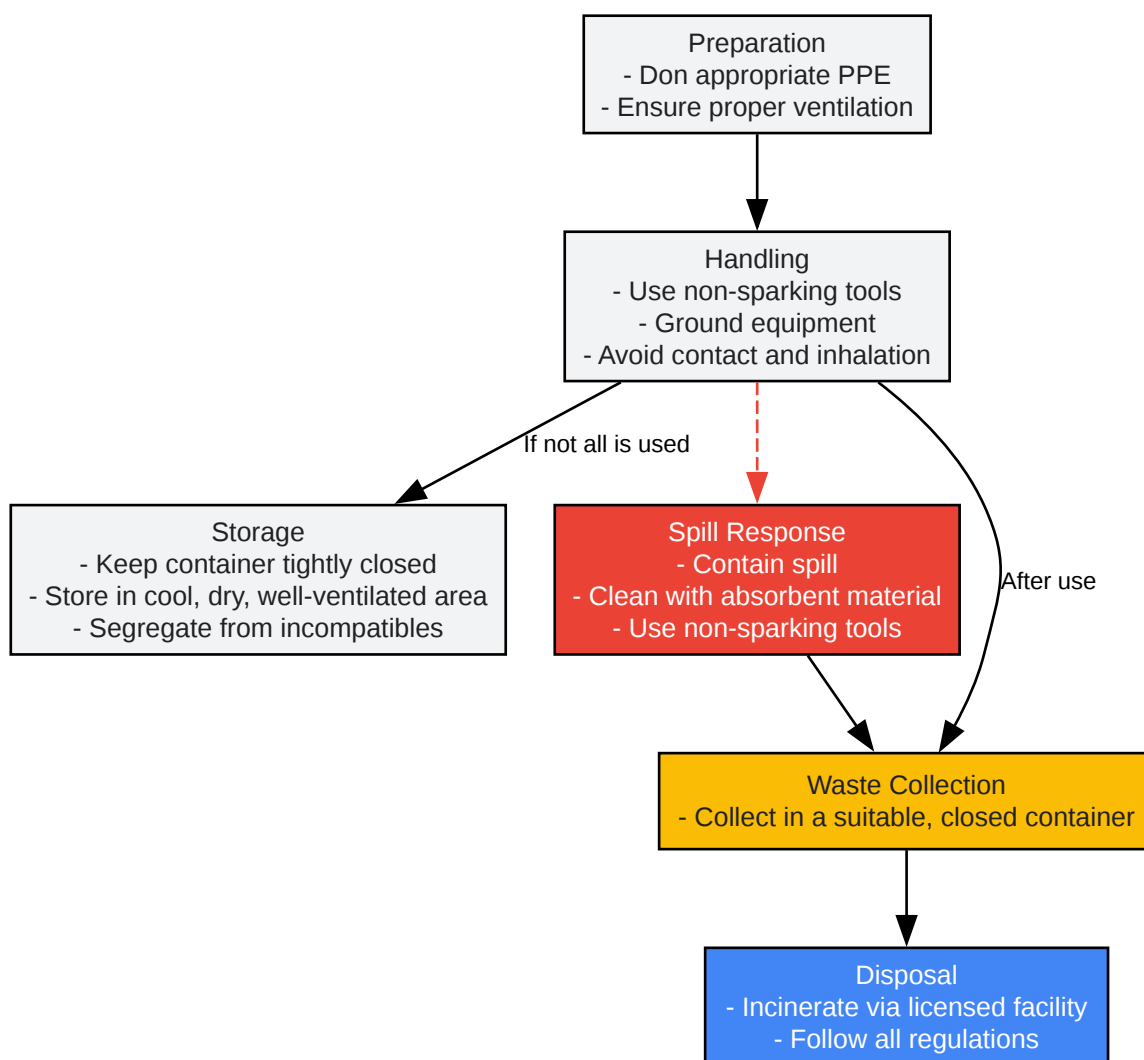 Preparation
- Don appropriate PPE
- Ensure proper ventilation
Handling
- Use non-sparking tools
- Ground equipment
- Avoid contact and inhalation
If not all is used
Storage
- Keep container tightly closed
- Store in cool, dry, well-ventilated area
- Segregate from incompatibles
Spill Response
- Contain spill
- Clean with absorbent material
- Use non-sparking tools
After use
Waste Collection
- Collect in a suitable, closed container
Disposal
- Incinerate via licensed facility
- Follow all regulations